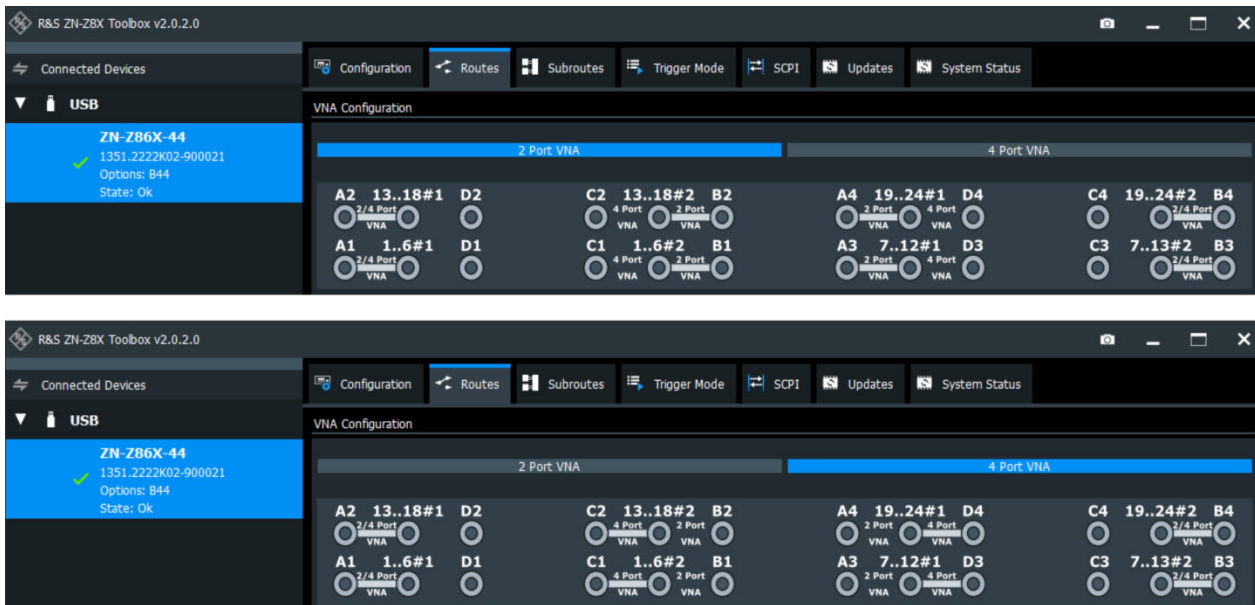 R&S ZN-Z8X Toolbox v2.0.2.0
Connected Devices
Configuration Routes Subroutes Trigger Mode SCPI Updates System Status
USB
VNA Configuration
ZN-Z86X-44
1351.2222K02-900021
Options: B44
State: Ok
2 Port VNA 4 Port VNA
A2 13..18#1 D2 C2 13..18#2 B2 A4 19..24#1 D4 C4 19..24#2 B4
2/4 Port 4 Port 2 Port 2 Port 4 Port 2/4 Port
VNA VNA VNA VNA VNA VNA
A1 1..6#1 D1 C1 1..6#2 B1 A3 7..12#1 D3 C3 7..13#2 B3
2/4 Port 4 Port 2 Port 2 Port 4 Port 2/4 Port
VNA VNA VNA VNA VNA VNA
R&S ZN-Z8X Toolbox v2.0.2.0
Connected Devices
Configuration Routes Subroutes Trigger Mode SCPI Updates System Status
USB
VNA Configuration
ZN-Z86X-44
1351.2222K02-900021
Options: B44
State: Ok
2 Port VNA 4 Port VNA
A2 13..18#1 D2 C2 13..18#2 B2 A4 19..24#1 D4 C4 19..24#2 B4
2/4 Port 4 Port 2 Port 2 Port 4 Port 2/4 Port
VNA VNA VNA VNA VNA VNA
A1 1..6#1 D1 C1 1..6#2 B1 A3 7..12#1 D3 C3 7..13#2 B3
2/4 Port 4 Port 2 Port 2 Port 4 Port 2/4 Port
VNA VNA VNA VNA VNA VNA